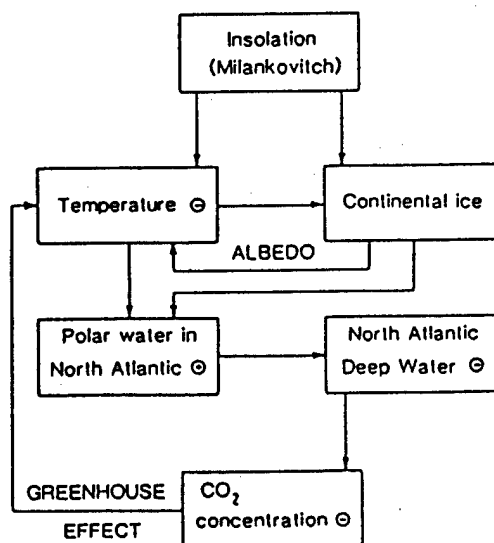 Insolation
(Milankovitch)
Temperature ⊖
Continental ice
ALBEDO
Polar water in
North Atlantic ⊙
North Atlantic
Deep Water ⊖
GREENHOUSE
EFFECT
CO₂
concentration ⊖